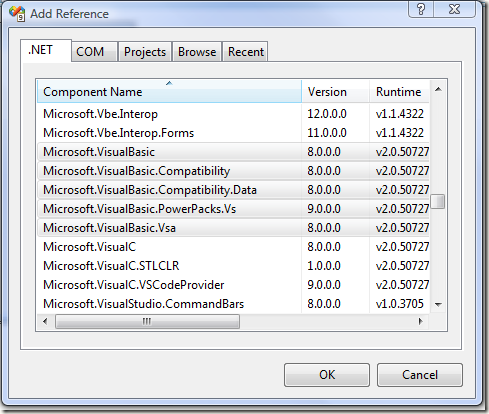 Add Reference
.NET COM Projects Browse Recent
Component Name Version Runtime
Microsoft.Vbe.Interop 12.0.0.0 v1.1.4322
Microsoft.Vbe.Interop.Forms 11.0.0.0 v1.1.4322
Microsoft.VisualBasic 8.0.0.0 v2.0.50727
Microsoft.VisualBasic.Compatibility 8.0.0.0 v2.0.50727
Microsoft.VisualBasic.Compatibility.Data 8.0.0.0 v2.0.50727
Microsoft.VisualBasic.PowerPacks.Vs 9.0.0.0 v2.0.50727
Microsoft.VisualBasic.Vsa 8.0.0.0 v2.0.50727
Microsoft.VisualC 8.0.0.0 v2.0.50727
Microsoft.VisualC.STLCLR 1.0.0.0 v2.0.50727
Microsoft.VisualC.VSCodeProvider 9.0.0.0 v2.0.50727
Microsoft.VisualStudio.CommandBars 8.0.0.0 v1.0.3705
OK Cancel